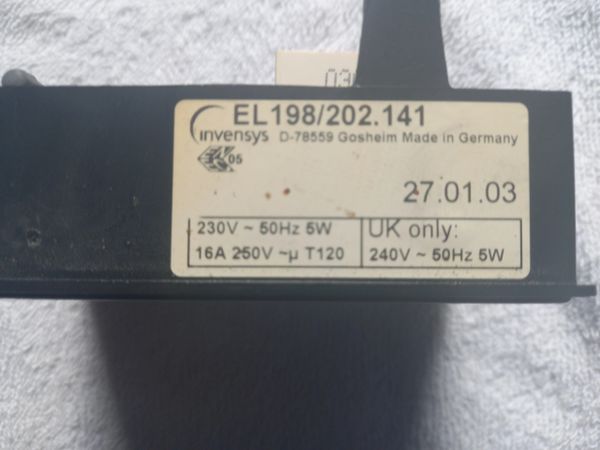 EL198/202.141
invensys D-78559 Gosheim Made in Germany
05
27.01.03
230V ~ 50Hz 5W
16A 250V ~µ T120
UK only:
240V ~ 50Hz 5W